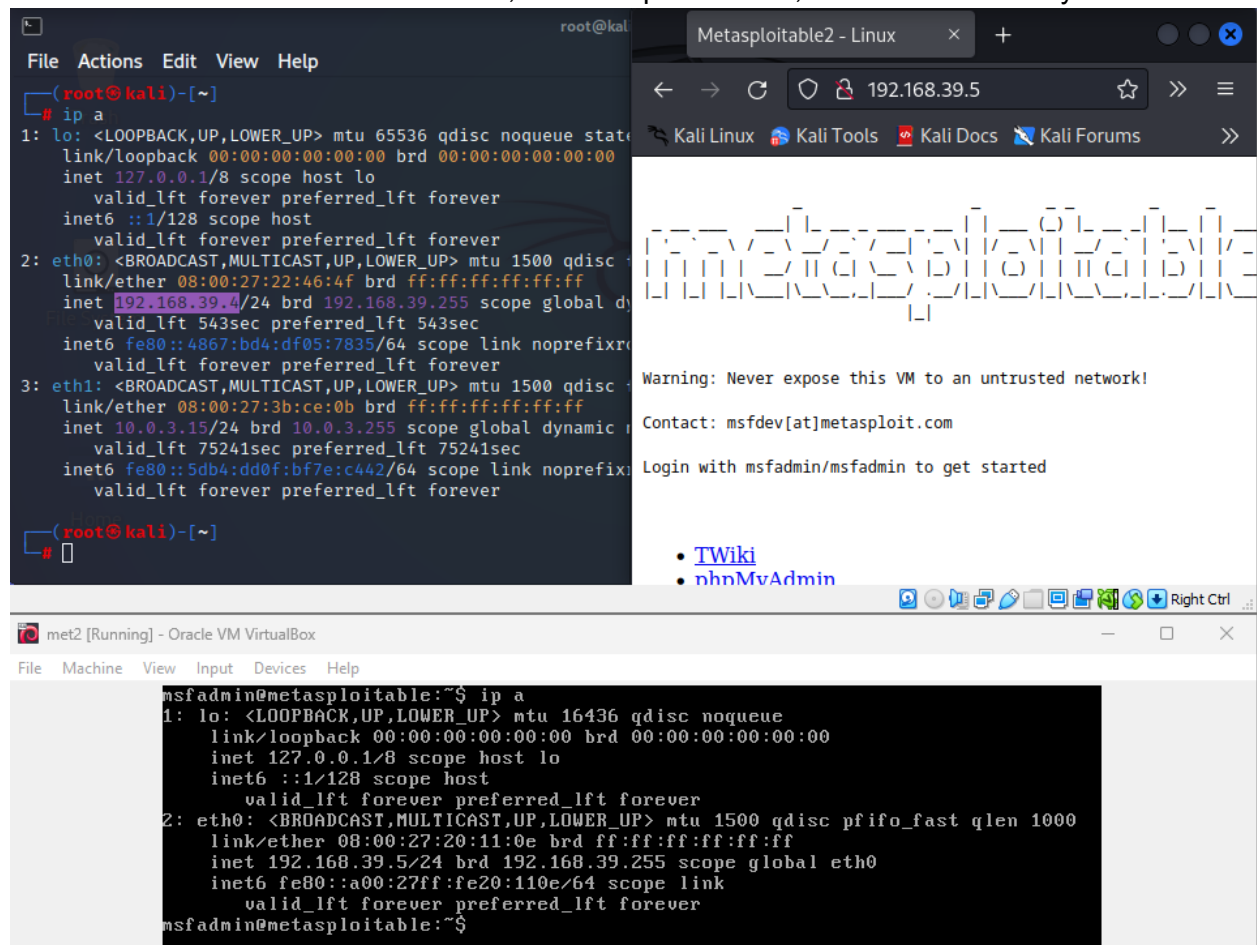 root@kal
File Actions Edit View Help
(root㉿kali)-[~]
# ip a
1: lo: <LOOPBACK,UP,LOWER_UP> mtu 65536 qdisc noqueue state
link/loopback 00:00:00:00:00:00 brd 00:00:00:00:00:00
inet 127.0.0.1/8 scope host lo
valid_lft forever preferred_lft forever
inet6 ::1/128 scope host
valid_lft forever preferred_lft forever
2: eth0: <BROADCAST,MULTICAST,UP,LOWER_UP> mtu 1500 qdisc
link/ether 08:00:27:22:46:4f brd ff:ff:ff:ff:ff:ff
inet 192.168.39.4/24 brd 192.168.39.255 scope global dy
valid_lft 543sec preferred_lft 543sec
inet6 fe80::4867:bd4:df05:7835/64 scope link noprefixro
valid_lft forever preferred_lft forever
3: eth1: <BROADCAST,MULTICAST,UP,LOWER_UP> mtu 1500 qdisc
link/ether 08:00:27:3b:ce:0b brd ff:ff:ff:ff:ff:ff
inet 10.0.3.15/24 brd 10.0.3.255 scope global dynamic
valid_lft 75241sec preferred_lft 75241sec
inet6 fe80::5db4:dd0f:bf7e:c442/64 scope link noprefix
valid_lft forever preferred_lft forever
Home
(root㉿kali)-[~]
#
Metasploitable2 - Linux
192.168.39.5
Kali Linux Kali Tools Kali Docs Kali Forums
metasploitable
Warning: Never expose this VM to an untrusted network!
Contact: msfdev[at]metasploit.com
Login with msfadmin/msfadmin to get started
• TWiki
• phpMyAdmin
Right Ctrl
met2 [Running] - Oracle VM VirtualBox
File Machine View Input Devices Help
msfadmin@metasploitable:~$ ip a
1: lo: <LOOPBACK,UP,LOWER_UP> mtu 16436 qdisc noqueue
link/loopback 00:00:00:00:00:00 brd 00:00:00:00:00:00
inet 127.0.0.1/8 scope host lo
inet6 ::1/128 scope host
valid_lft forever preferred_lft forever
2: eth0: <BROADCAST,MULTICAST,UP,LOWER_UP> mtu 1500 qdisc pfifo_fast qlen 1000
link/ether 08:00:27:20:11:0e brd ff:ff:ff:ff:ff:ff
inet 192.168.39.5/24 brd 192.168.39.255 scope global eth0
inet6 fe80::a00:27ff:fe20:110e/64 scope link
valid_lft forever preferred_lft forever
msfadmin@metasploitable:~$